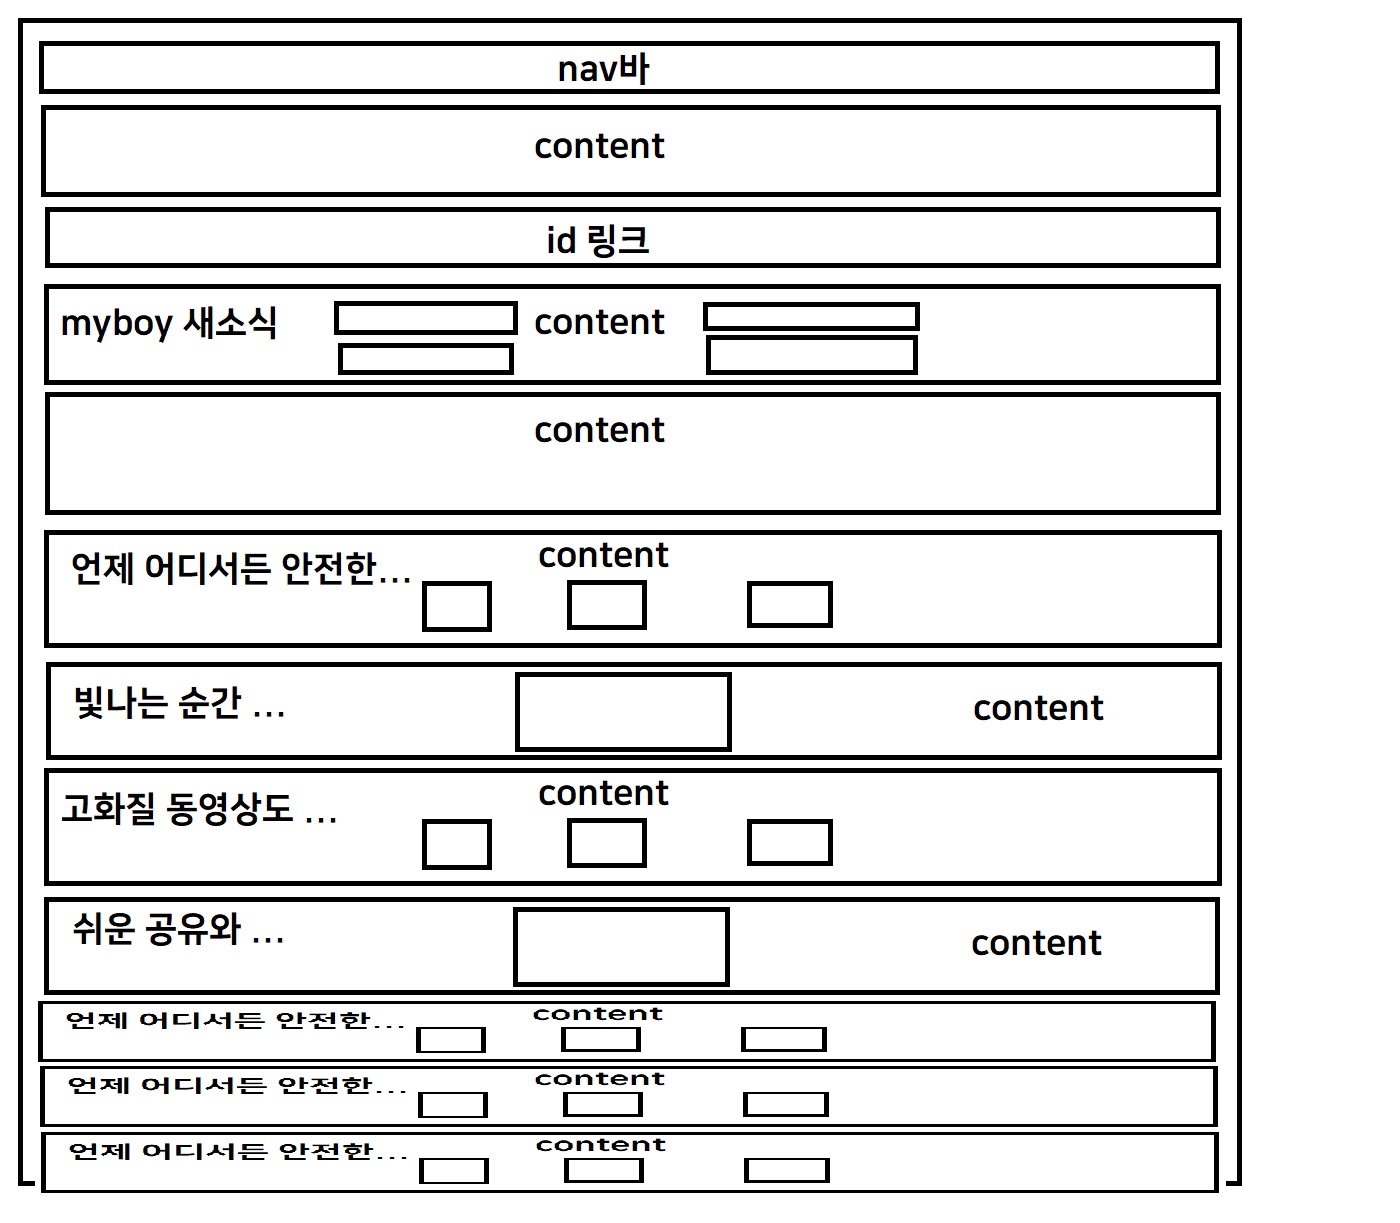 nav바
content
id 링크
myboy 새소식
content
content
언제 어디서든 안전한...
content
빛나는 순간 ...
content
고화질 동영상도 ...
content
쉬운 공유와 ...
content
언제 어디서든 안전한...
content
언제 어디서든 안전한...
content
언제 어디서든 안전한...
content